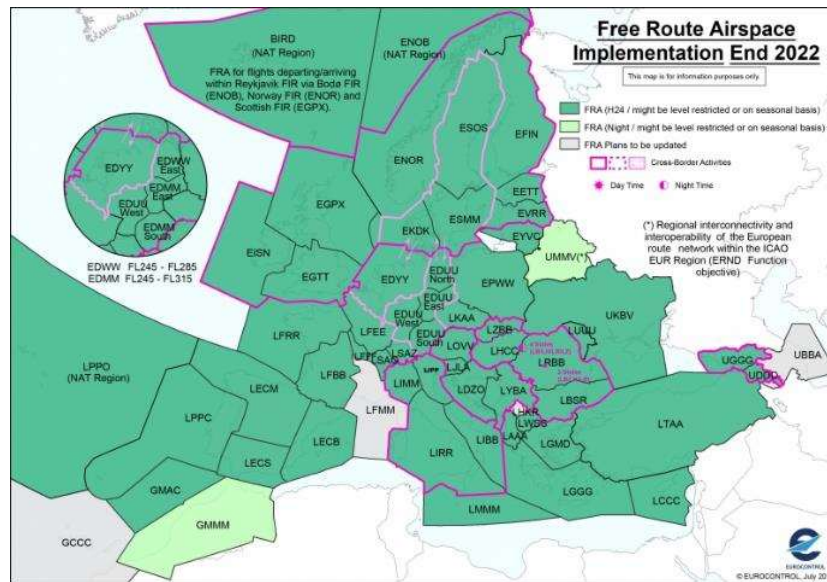 Free Route Airspace
Implementation End 2022
This map is for information purposes only.
FRA (H24 / might be level restricted or on seasonal basis)
FRA (Night / might be level restricted or on seasonal basis)
FRA Plans to be updated
Cross-Border Activities
Day Time
Night Time
(*) Regional interconnectivity and
interoperability of the European
route network within the ICAO
EUR Region (ERND Function
objective)
BIRD
(NAT Region)
FRA for flights departing/arriving
within Reykjavik FIR via Bodø FIR
(ENOB), Norway FIR (ENOR) and
Scottish FIR (EGPX).
ENOB
(NAT Region)
EDYY
EDWW
East
EDMM
East
EDUU
West
EDMM
South
EDWW FL245 - FL285
EDMM FL245 - FL315
ESOS
EFIN
ENOR
EGPX
EETT
EVRR
ESMM
EKDK
EYVC
UMMV(*)
EISN
EGTT
EDYY
EDUU
North
EDUU
East
EPWW
EDUU
West
EDUU
South
LKAA
UKBV
LFEE
LFRR
LSAZ
LOVV
LZBB
LHCC
LUUU
LRBB
LPPO
(NAT Region)
LFBB
LIMM
LIPP
LJLA
LDZO
LYBA
LBSR
UGGG
UDDD
UBBA
LPPC
LECM
LFMM
LECB
LECS
LIRR
LIBB
LAAA
LGMD
LTAA
GMAC
GMMM
GCCC
LMMM
LGGG
LCCC
EUROCONTROL